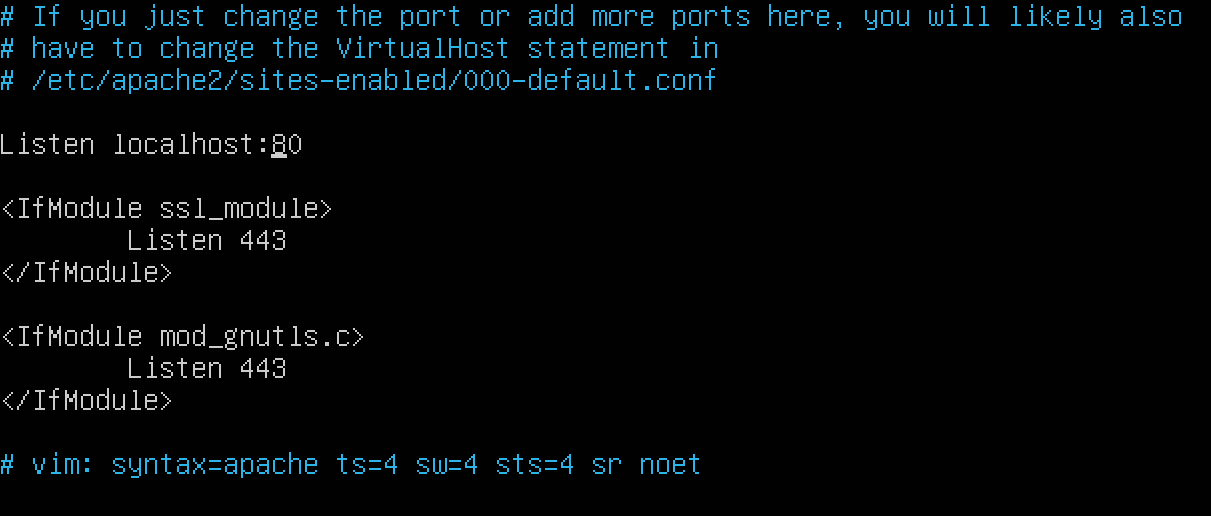 # If you just change the port or add more ports here, you will likely also
# have to change the VirtualHost statement in
# /etc/apache2/sites-enabled/000-default.conf

Listen localhost:80

<IfModule ssl_module>
        Listen 443
</IfModule>

<IfModule mod_gnutls.c>
        Listen 443
</IfModule>

# vim: syntax=apache ts=4 sw=4 sts=4 sr noet